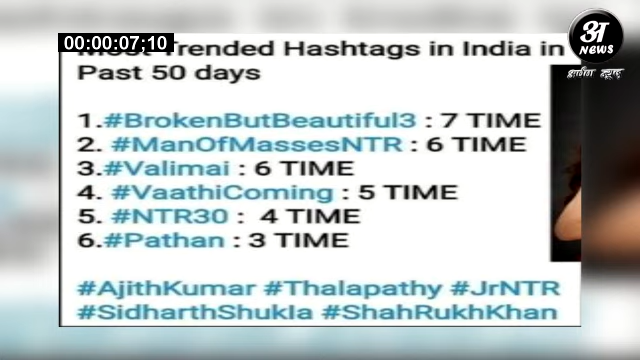 00:00:07;10
Most Trended Hashtags in India in
Past 50 days
1.#BrokenButBeautiful3 : 7 TIME
2. #ManOfMassesNTR : 6 TIME
3.#Valimai : 6 TIME
4. #VaathiComing : 5 TIME
5. #NTR30 : 4 TIME
6.#Pathan : 3 TIME
#AjithKumar #Thalapathy #JrNTR
#SidharthShukla #ShahRukhKhan
अ
NEWS